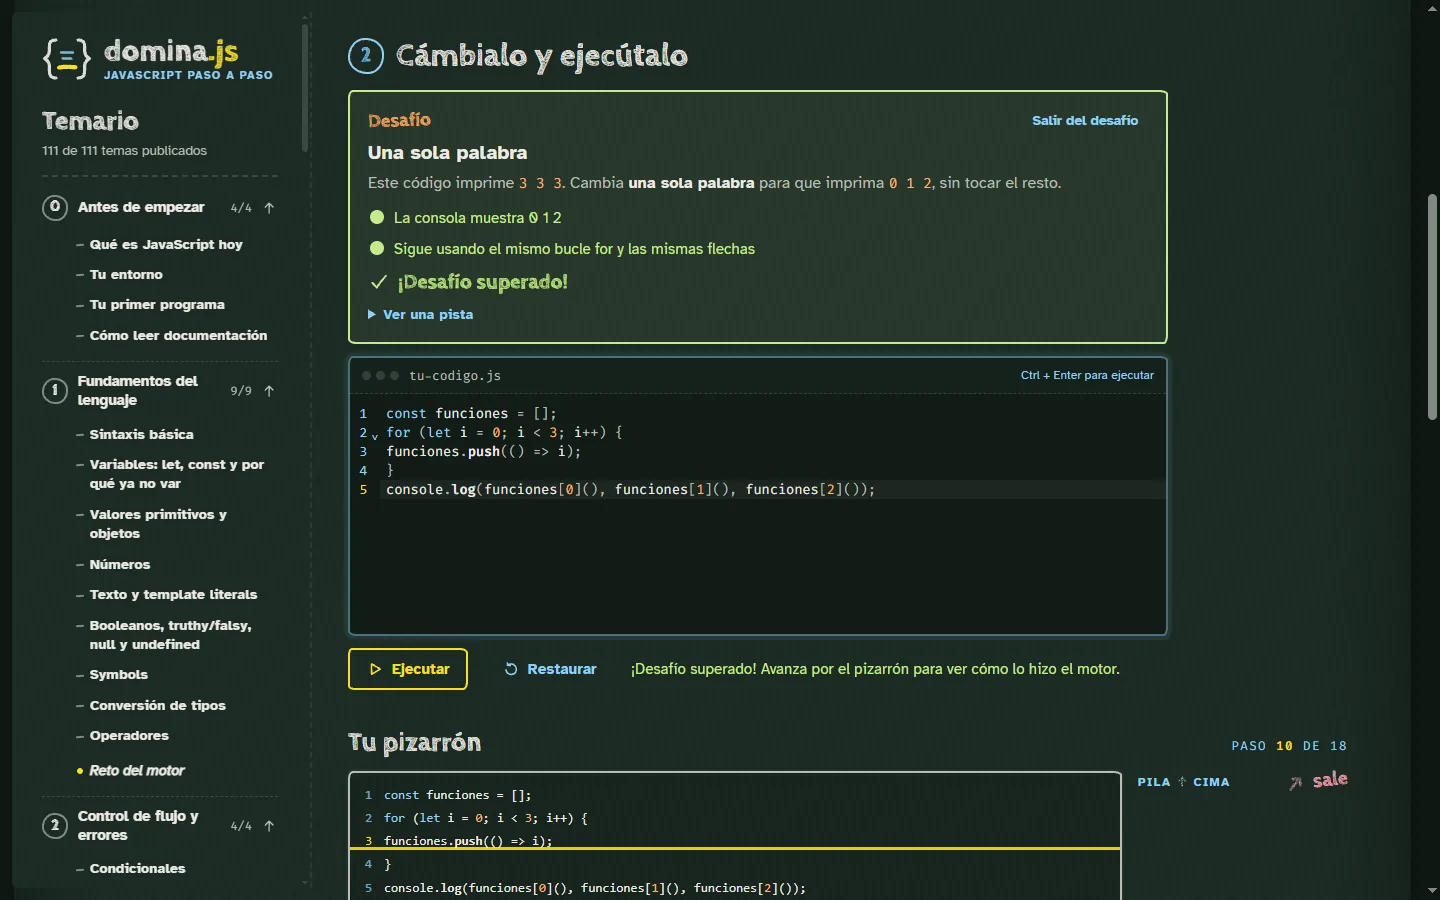 domina.js
JAVASCRIPT PASO A PASO
Temario
111 de 111 temas publicados
0 Antes de empezar 4/4 ↑
– Qué es JavaScript hoy
– Tu entorno
– Tu primer programa
– Cómo leer documentación
1 Fundamentos del lenguaje 9/9 ↑
– Sintaxis básica
– Variables: let, const y por
qué ya no var
– Valores primitivos y
objetos
– Números
– Texto y template literals
– Booleanos, truthy/falsy,
null y undefined
– Symbols
– Conversión de tipos
– Operadores
Reto del motor
2 Control de flujo y errores 4/4 ↑
– Condicionales
2 Cámbialo y ejecútalo
Desafío Salir del desafío
Una sola palabra
Este código imprime 3 3 3. Cambia una sola palabra para que imprima 0 1 2, sin tocar el resto.
La consola muestra 0 1 2
Sigue usando el mismo bucle for y las mismas flechas
¡Desafío superado!
Ver una pista
tu-codigo.js Ctrl + Enter para ejecutar
1 const funciones = [];
2 for (let i = 0; i < 3; i++) {
3 funciones.push(() => i);
4 }
5 console.log(funciones[0](), funciones[1](), funciones[2]());
Ejecutar Restaurar ¡Desafío superado! Avanza por el pizarrón para ver cómo lo hizo el motor.
Tu pizarrón PASO 10 DE 18
1 const funciones = [];
2 for (let i = 0; i < 3; i++) {
3 funciones.push(() => i);
4 }
5 console.log(funciones[0](), funciones[1](), funciones[2]());
PILA ↑ CIMA ↗ sale